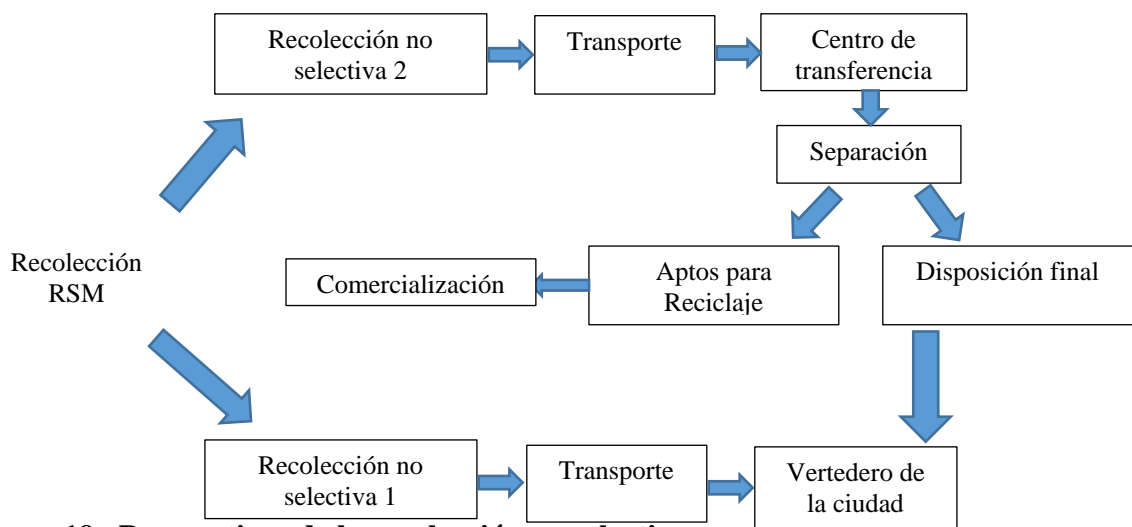 Recolección no
selectiva 2
Transporte
Centro de
transferencia
Separación
Recolección
RSM
Comercialización
Aptos para
Reciclaje
Disposición final
Recolección no
selectiva 1
Transporte
Vertedero de
la ciudad